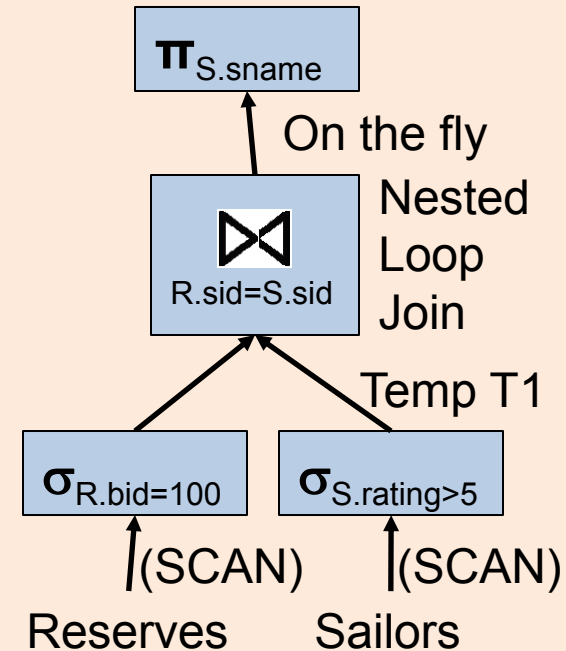 πS.sname
On the fly
Nested
Loop
Join
⋈
R.sid=S.sid
Temp T1
σR.bid=100
σS.rating>5
(SCAN)
(SCAN)
Reserves
Sailors